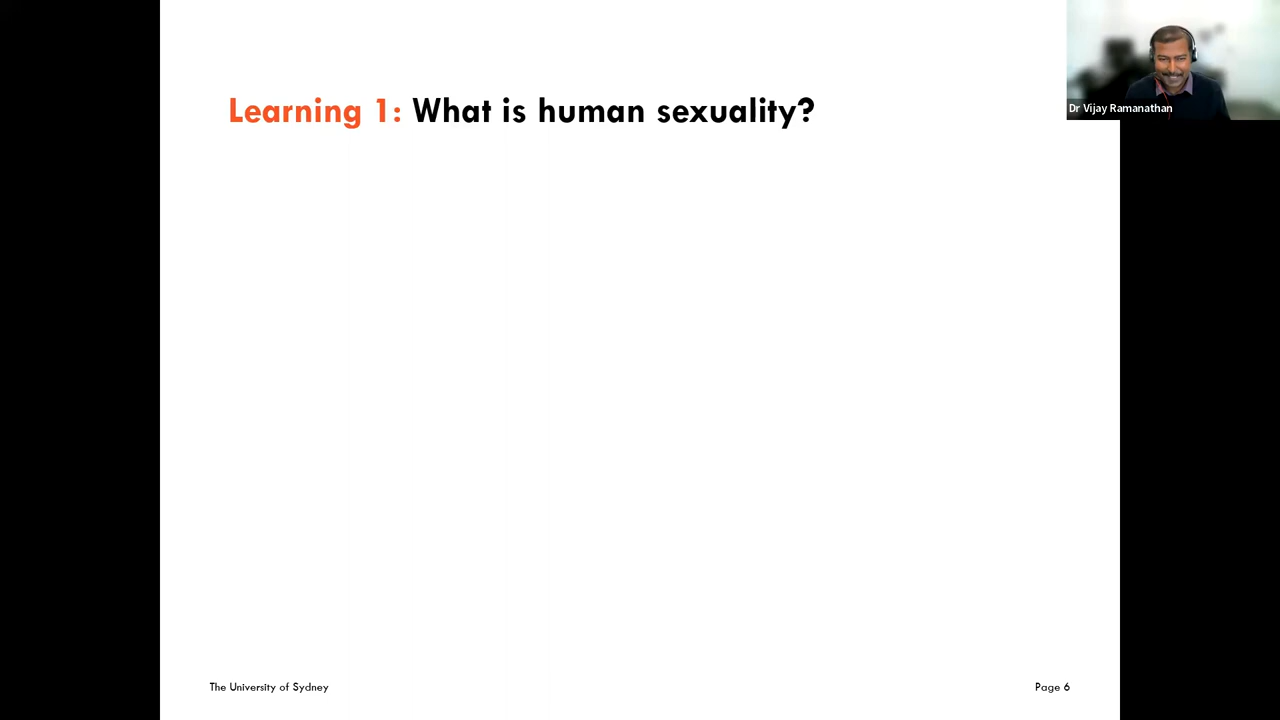 Learning 1: What is human sexuality?
Dr Vijay Ramanathan
The University of Sydney
Page 6